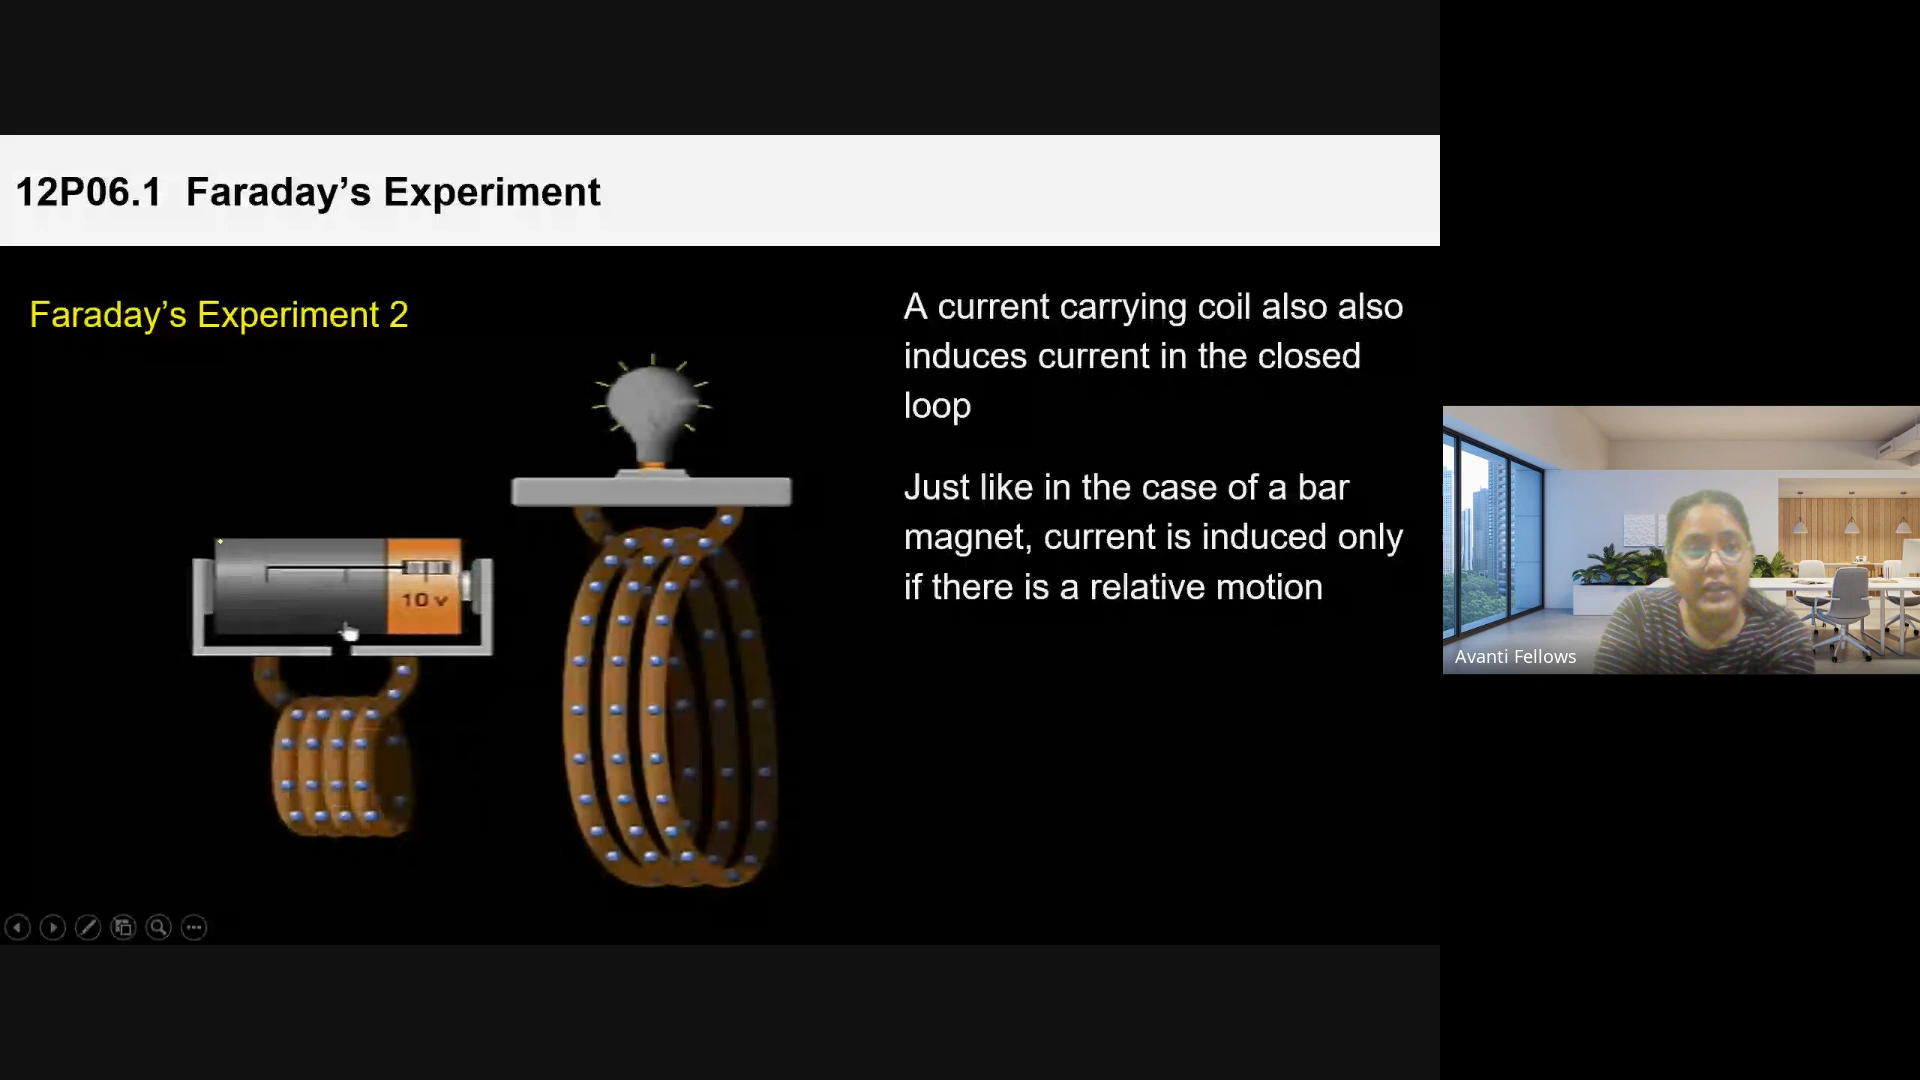 12P06.1 Faraday’s Experiment
Faraday’s Experiment 2
A current carrying coil also also
induces current in the closed
loop
Just like in the case of a bar
magnet, current is induced only
if there is a relative motion
10 v
Avanti Fellows